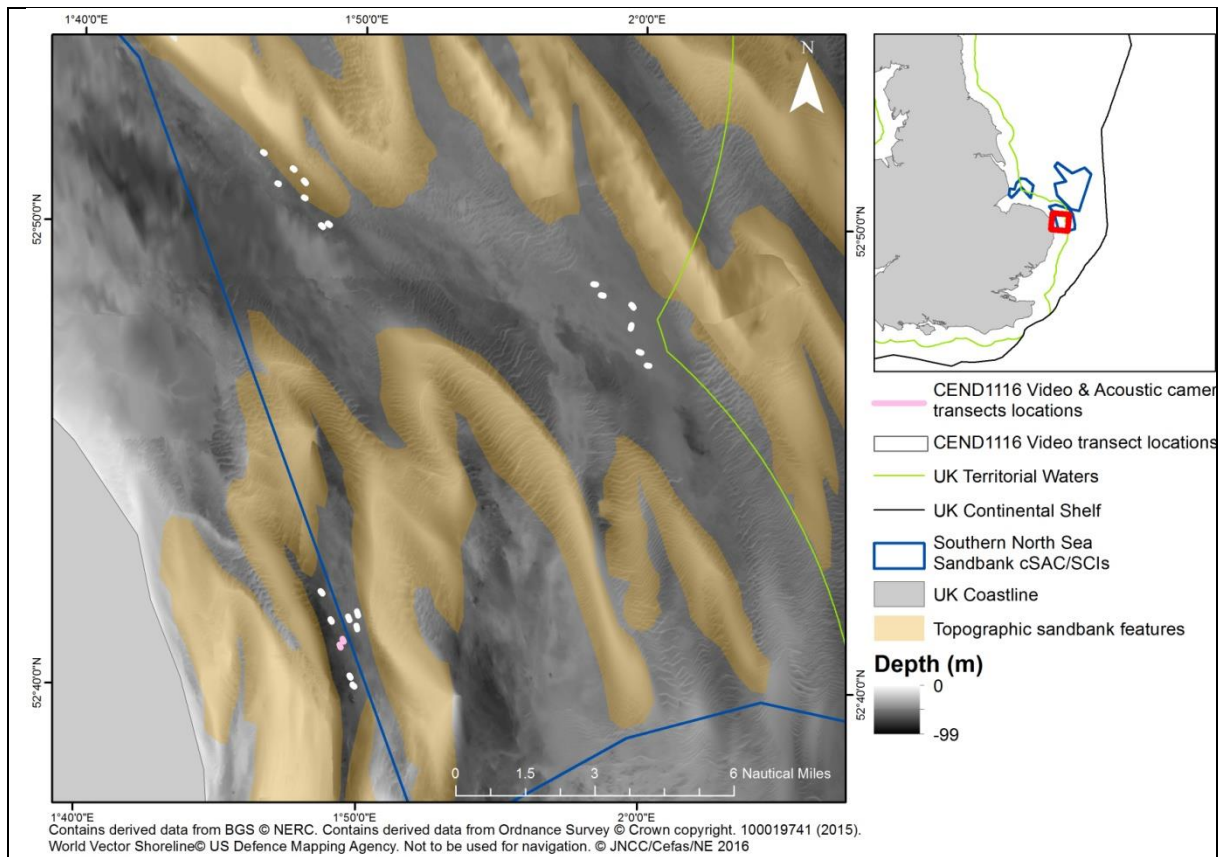 1°40'0"E
1°50'0"E
2°0'0"E
N
52°50'0"N
52°50'0"N
52°40'0"N
52°40'0"N
0
1.5
3
6 Nautical Miles
1°40'0"E
1°50'0"E
2°0'0"E
CEND1116 Video & Acoustic camer
transects locations
CEND1116 Video transect locations
UK Territorial Waters
UK Continental Shelf
Southern North Sea
Sandbank cSAC/SCIs
UK Coastline
Topographic sandbank features
Depth (m)
0
-99
Contains derived data from BGS © NERC. Contains derived data from Ordnance Survey © Crown copyright. 100019741 (2015).
World Vector Shoreline© US Defence Mapping Agency. Not to be used for navigation. © JNCC/Cefas/NE 2016